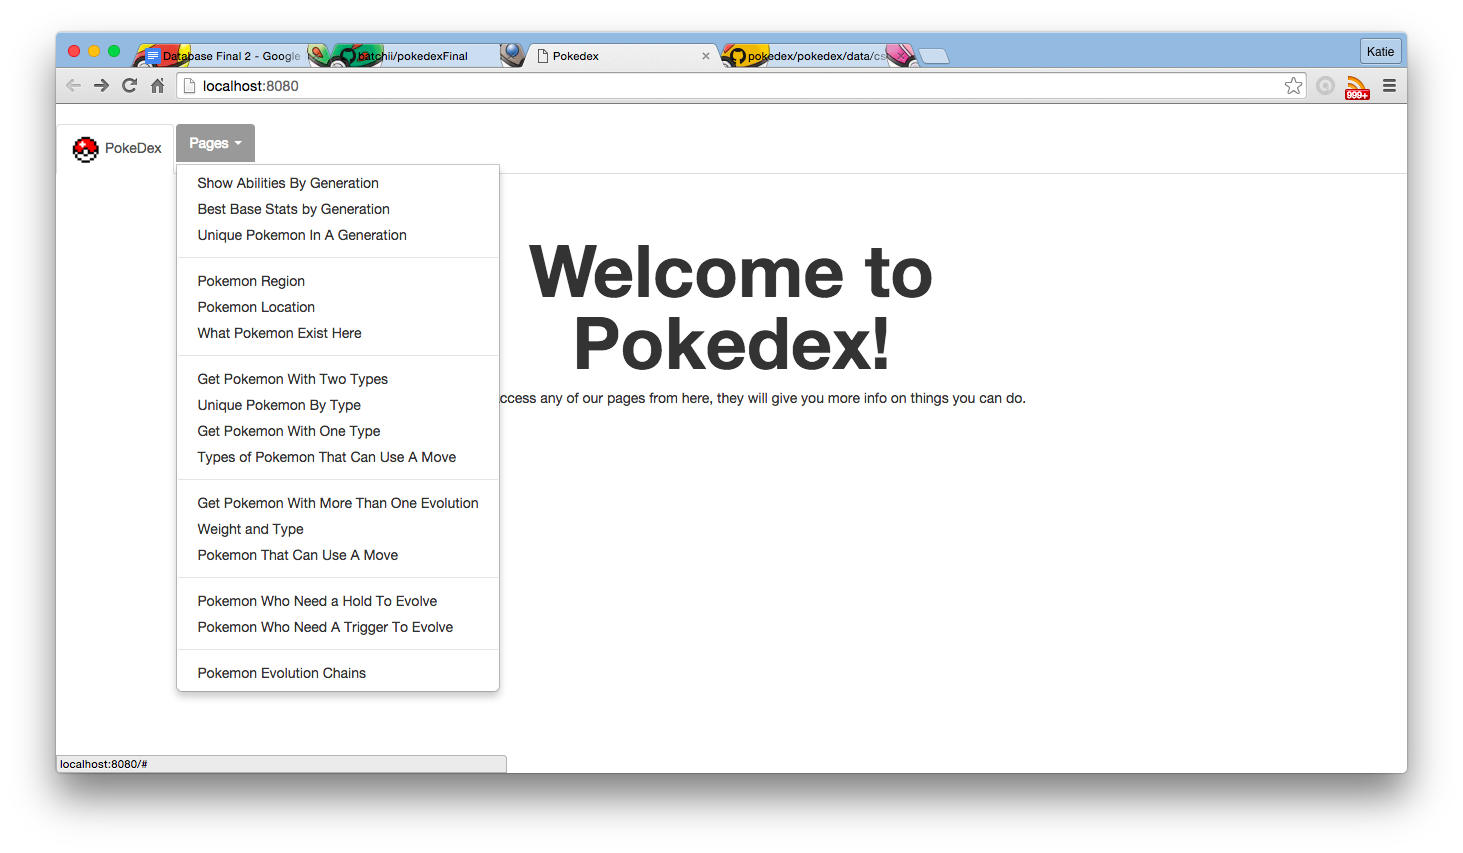 Database Final 2 - Google
batchii/pokedexFinal
Pokedex
pokedex/pokedex/data/cs
Katie
localhost:8080
999+
PokeDex
Pages
Show Abilities By Generation
Best Base Stats by Generation
Unique Pokemon In A Generation
Pokemon Region
Pokemon Location
What Pokemon Exist Here
Get Pokemon With Two Types
Unique Pokemon By Type
Get Pokemon With One Type
Types of Pokemon That Can Use A Move
Get Pokemon With More Than One Evolution
Weight and Type
Pokemon That Can Use A Move
Pokemon Who Need a Hold To Evolve
Pokemon Who Need A Trigger To Evolve
Pokemon Evolution Chains
Welcome to
Pokedex!
ccess any of our pages from here, they will give you more info on things you can do.
localhost:8080/#